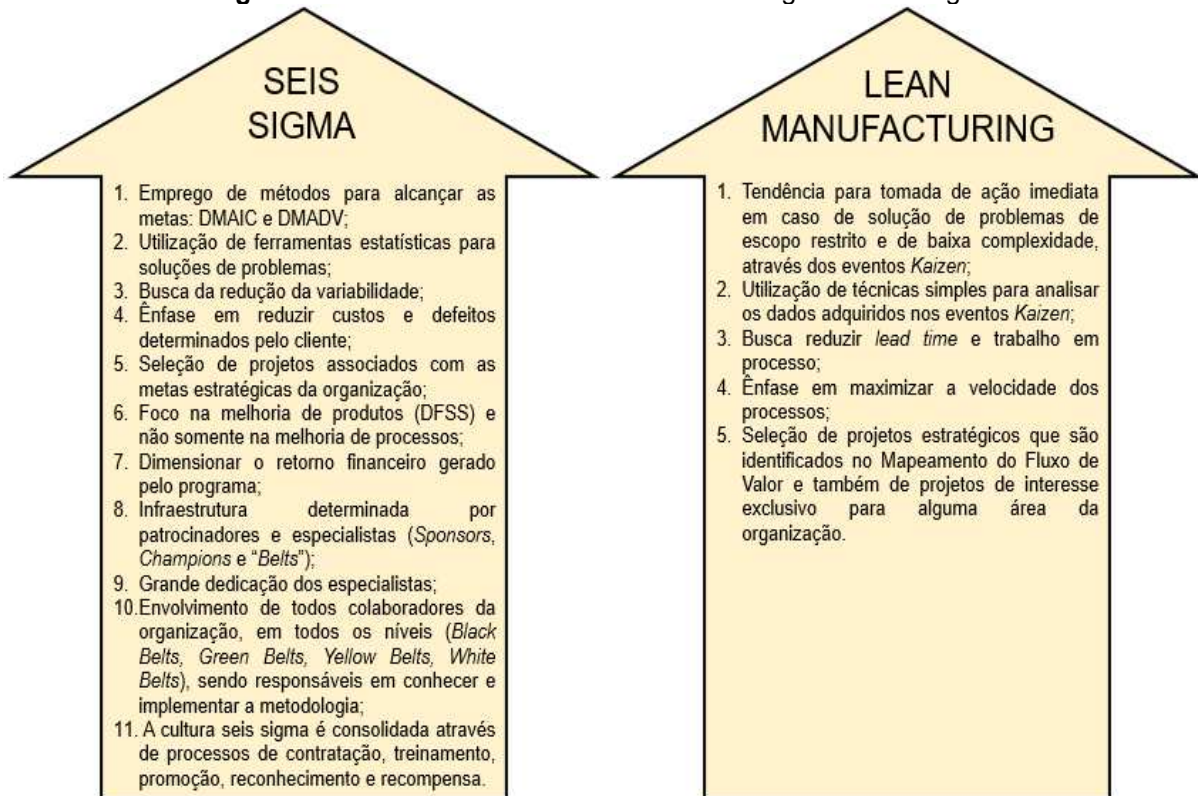 SEIS
SIGMA
1. Emprego de métodos para alcançar as
metas: DMAIC e DMADV;
2. Utilização de ferramentas estatísticas para
soluções de problemas;
3. Busca da redução da variabilidade;
4. Ênfase em reduzir custos e defeitos
determinados pelo cliente;
5. Seleção de projetos associados com as
metas estratégicas da organização;
6. Foco na melhoria de produtos (DFSS) e
não somente na melhoria de processos;
7. Dimensionar o retorno financeiro gerado
pelo programa;
8. Infraestrutura determinada por
patrocinadores e especialistas (Sponsors,
Champions e “Belts”);
9. Grande dedicação dos especialistas;
10.Envolvimento de todos colaboradores da
organização, em todos os níveis (Black
Belts, Green Belts, Yellow Belts, White
Belts), sendo responsáveis em conhecer e
implementar a metodologia;
11. A cultura seis sigma é consolidada através
de processos de contratação, treinamento,
promoção, reconhecimento e recompensa.
LEAN
MANUFACTURING
1. Tendência para tomada de ação imediata
em caso de solução de problemas de
escopo restrito e de baixa complexidade,
através dos eventos Kaizen;
2. Utilização de técnicas simples para analisar
os dados adquiridos nos eventos Kaizen;
3. Busca reduzir lead time e trabalho em
processo;
4. Ênfase em maximizar a velocidade dos
processos;
5. Seleção de projetos estratégicos que são
identificados no Mapeamento do Fluxo de
Valor e também de projetos de interesse
exclusivo para alguma área da
organização.